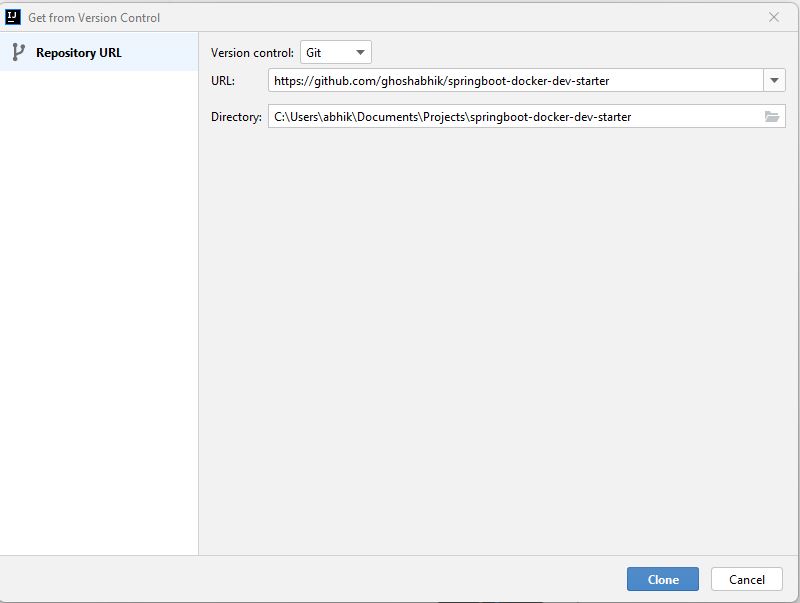 IJ
Get from Version Control
Repository URL
Version control: Git
URL: https://github.com/ghoshabhik/springboot-docker-dev-starter
Directory: C:\Users\abhik\Documents\Projects\springboot-docker-dev-starter
Clone Cancel